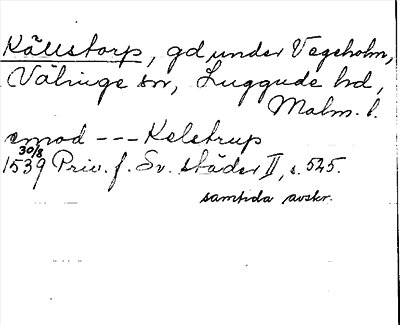 Källstorp, gd under Vegeholm,
Välinge sn, Luggude hd,
Malm. l.
emod --- Kelstrup
30/8
1539 Priv. f. Sv. städer II, s. 525.
samtida avskr.